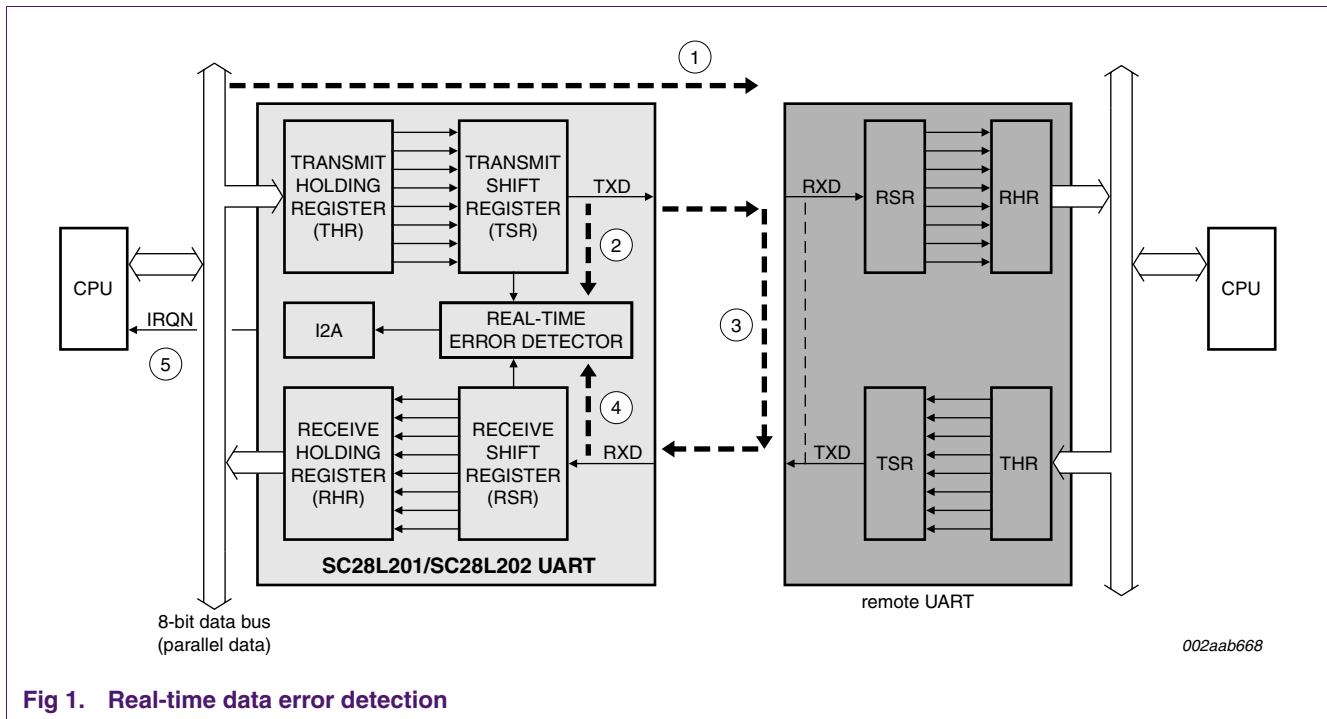 1
TRANSMIT
HOLDING
REGISTER
(THR)
TRANSMIT
SHIFT
REGISTER
(TSR)
TXD
RXD
RSR
RHR
2
CPU
IRQN
5
I2A
REAL-TIME
ERROR DETECTOR
3
CPU
4
RECEIVE
HOLDING
REGISTER
(RHR)
RECEIVE
SHIFT
REGISTER
(RSR)
RXD
TXD
TSR
THR
SC28L201/SC28L202 UART
remote UART
8-bit data bus
(parallel data)
002aab668
Fig 1. Real-time data error detection